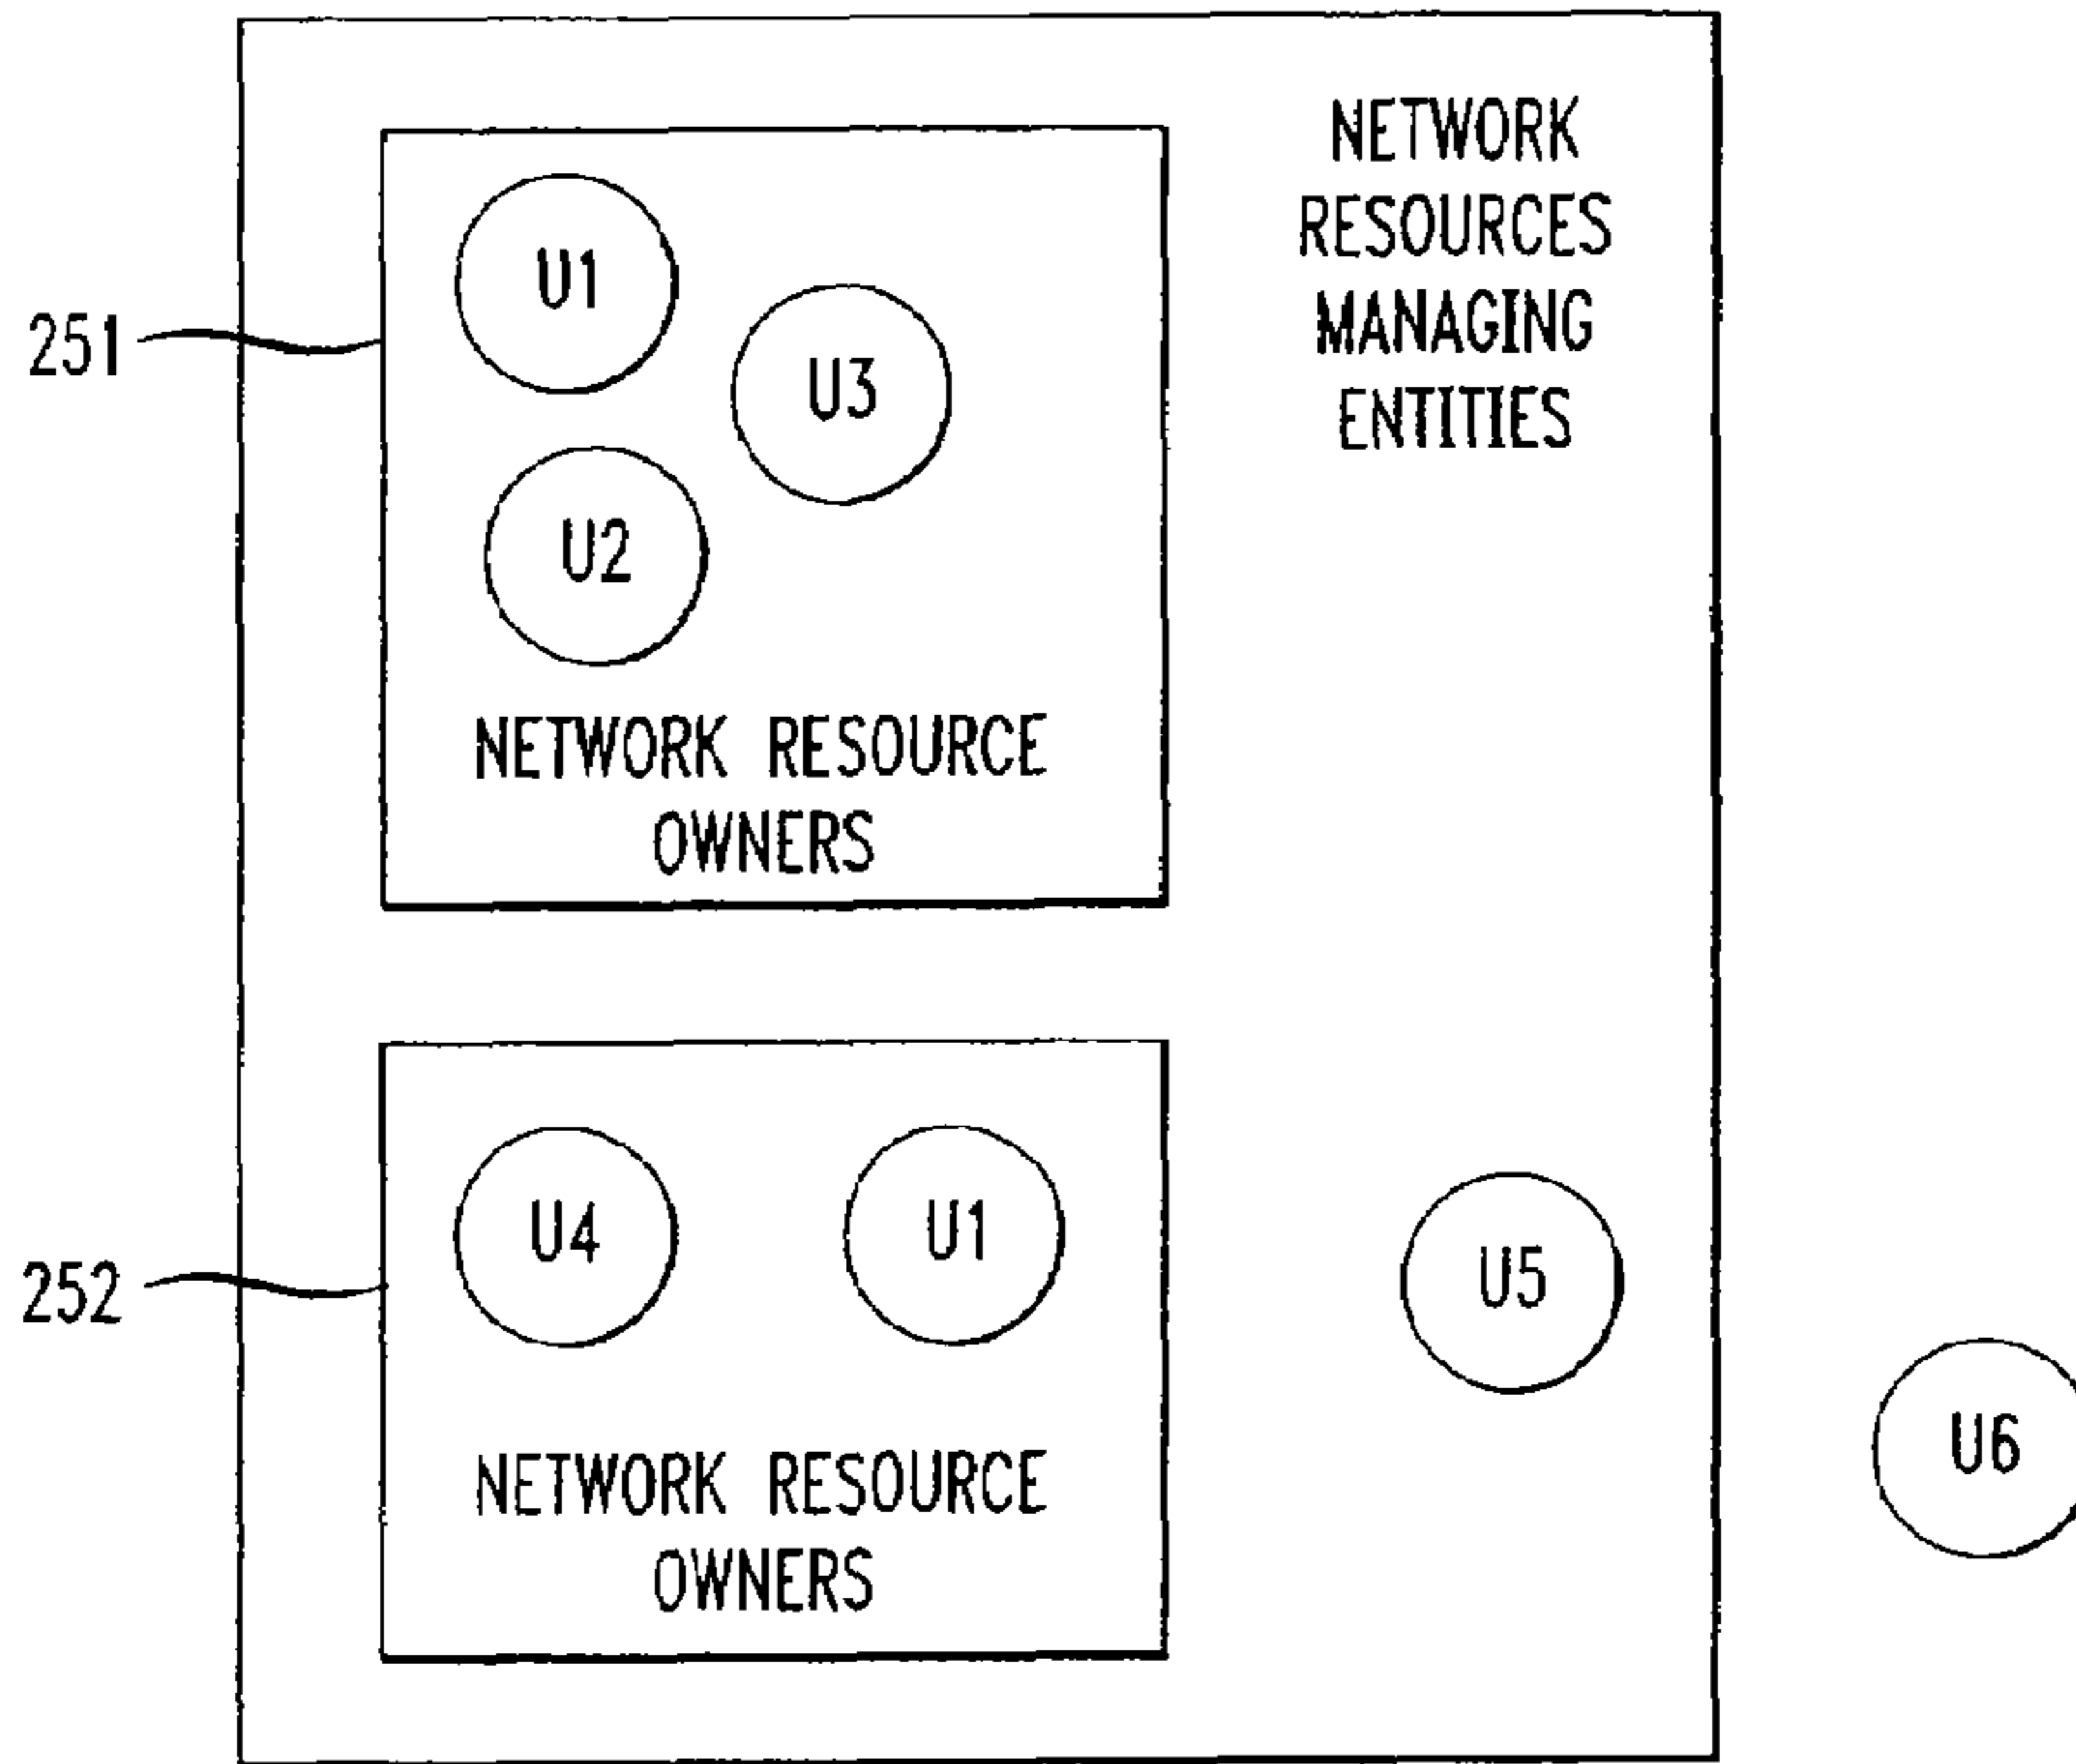 NETWORK
RESOURCES
MANAGING
ENTITIES
U1
U3
251
U2
NETWORK RESOURCE
OWNERS
U4
U1
U5
252
U6
NETWORK RESOURCE
OWNERS